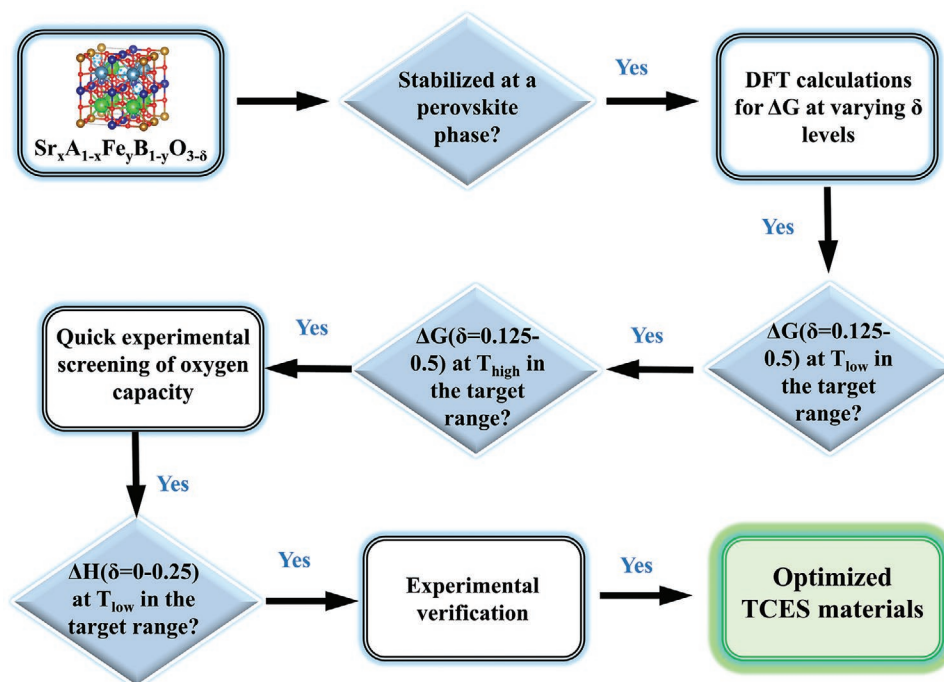 SrₓA₁₋ₓFeᵧB₁₋ᵧO₃₋δ
Stabilized at a
perovskite
phase?
Yes
DFT calculations
for ΔG at varying δ
levels
Yes
ΔG(δ=0.125-
0.5) at Tlow in
the target
range?
Yes
ΔG(δ=0.125-
0.5) at Thigh in
the target
range?
Yes
Quick experimental
screening of oxygen
capacity
Yes
ΔH(δ=0-0.25)
at Tlow in the
target range?
Yes
Experimental
verification
Yes
Optimized
TCES materials